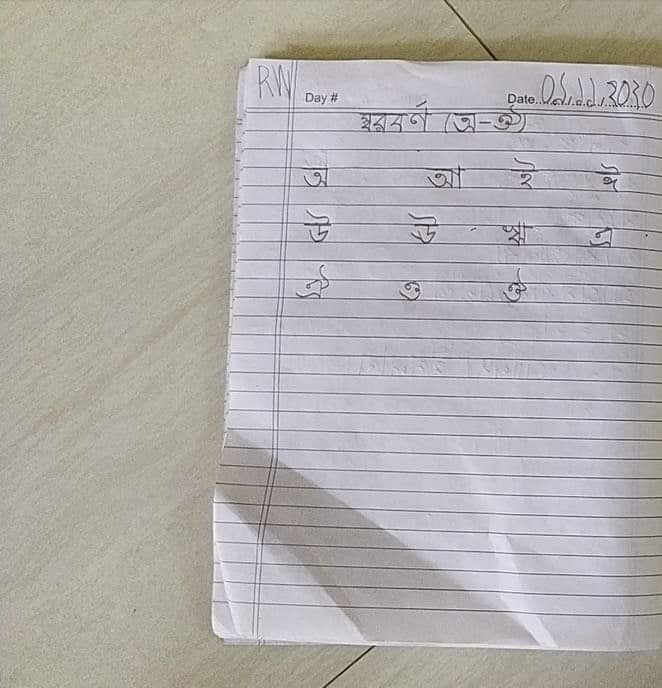 RW Day # Date 05.11.2020
স্বরবর্ণ (অ-ঔ)
অ আ ই ঈ
উ ঊ ঋ এ
ঐ ও ঔ